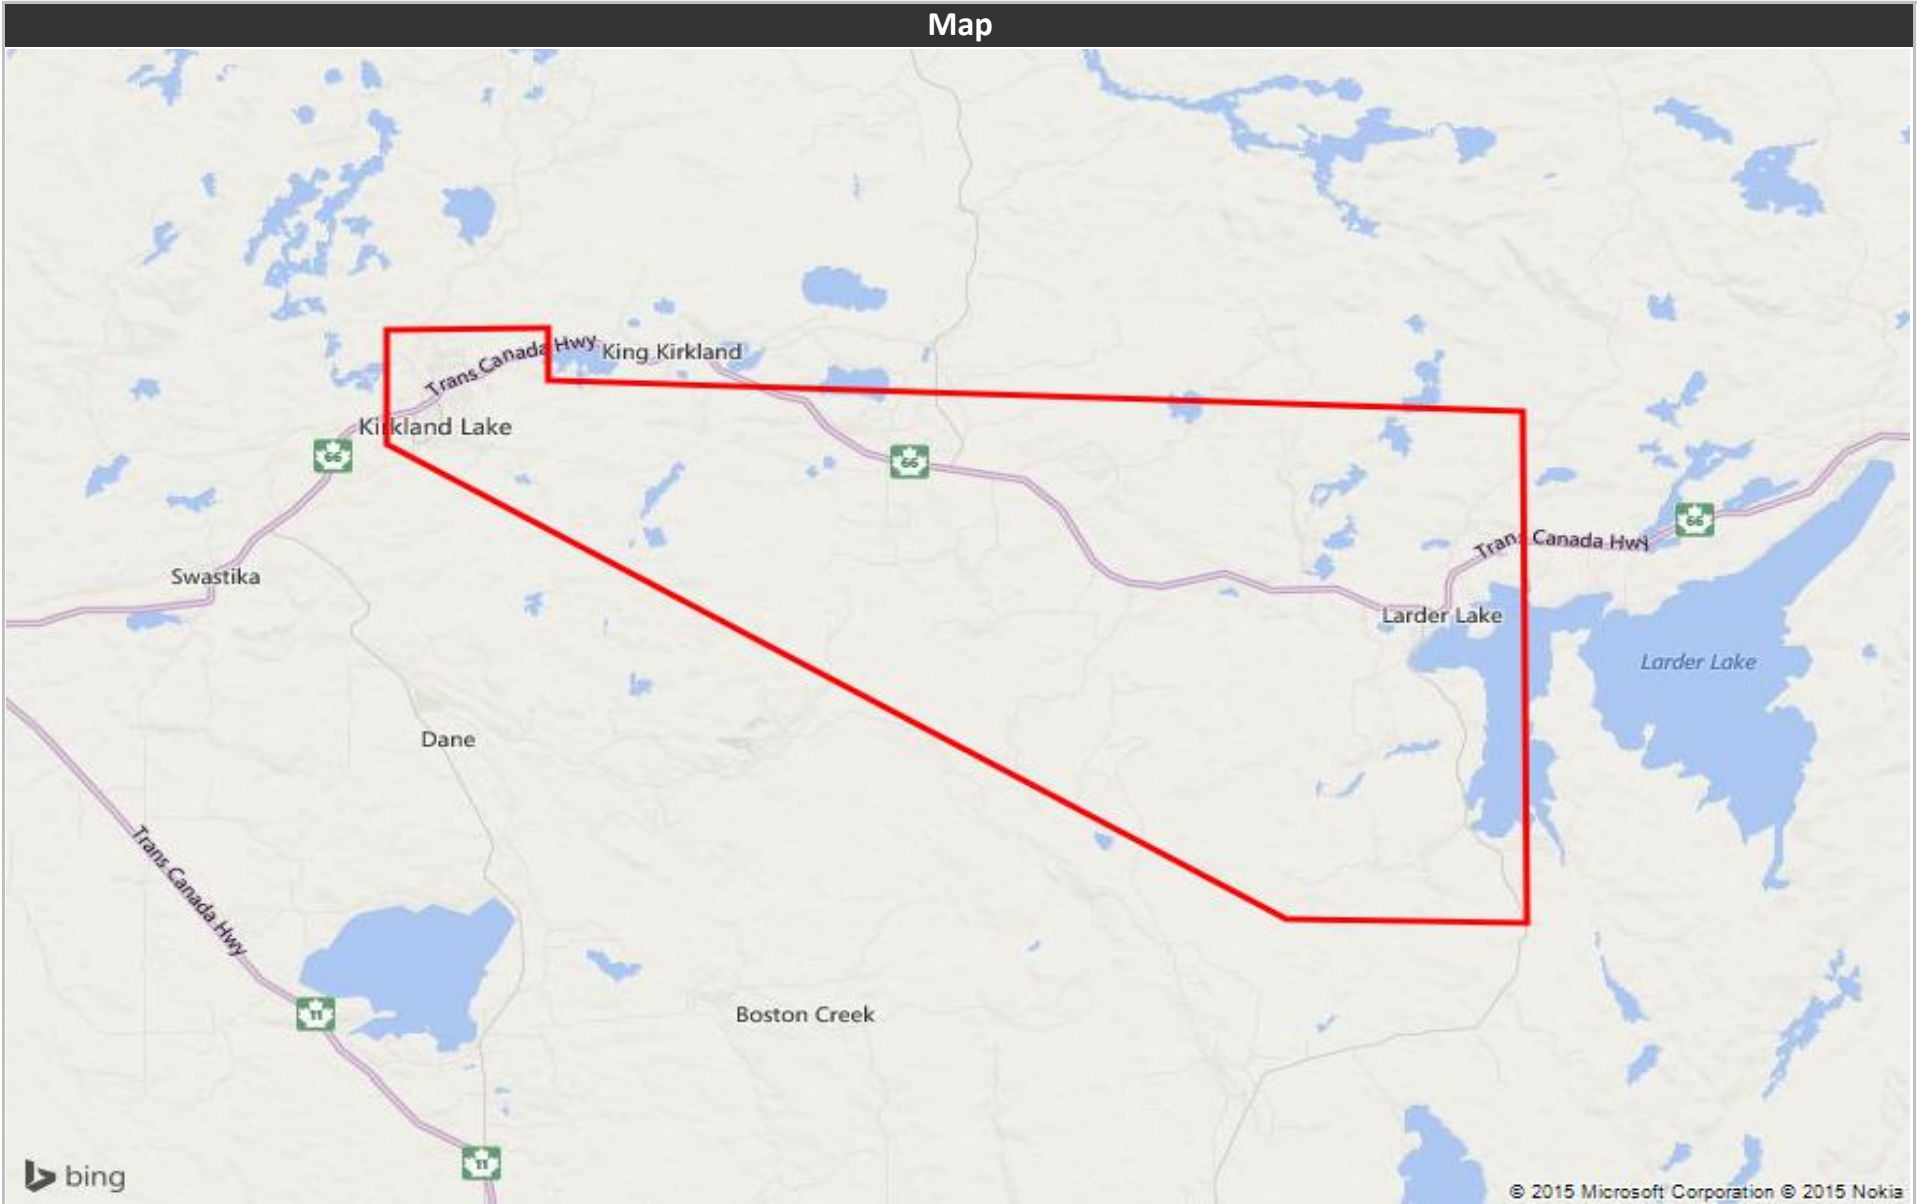 Map
Trans Canada Hwy
King Kirkland
Kirkland Lake
66
66
66
Trans Canada Hwy
Swastika
Larder Lake
Larder Lake
Dane
Trans Canada Hwy
11
Boston Creek
11
bing
© 2015 Microsoft Corporation © 2015 Nokia